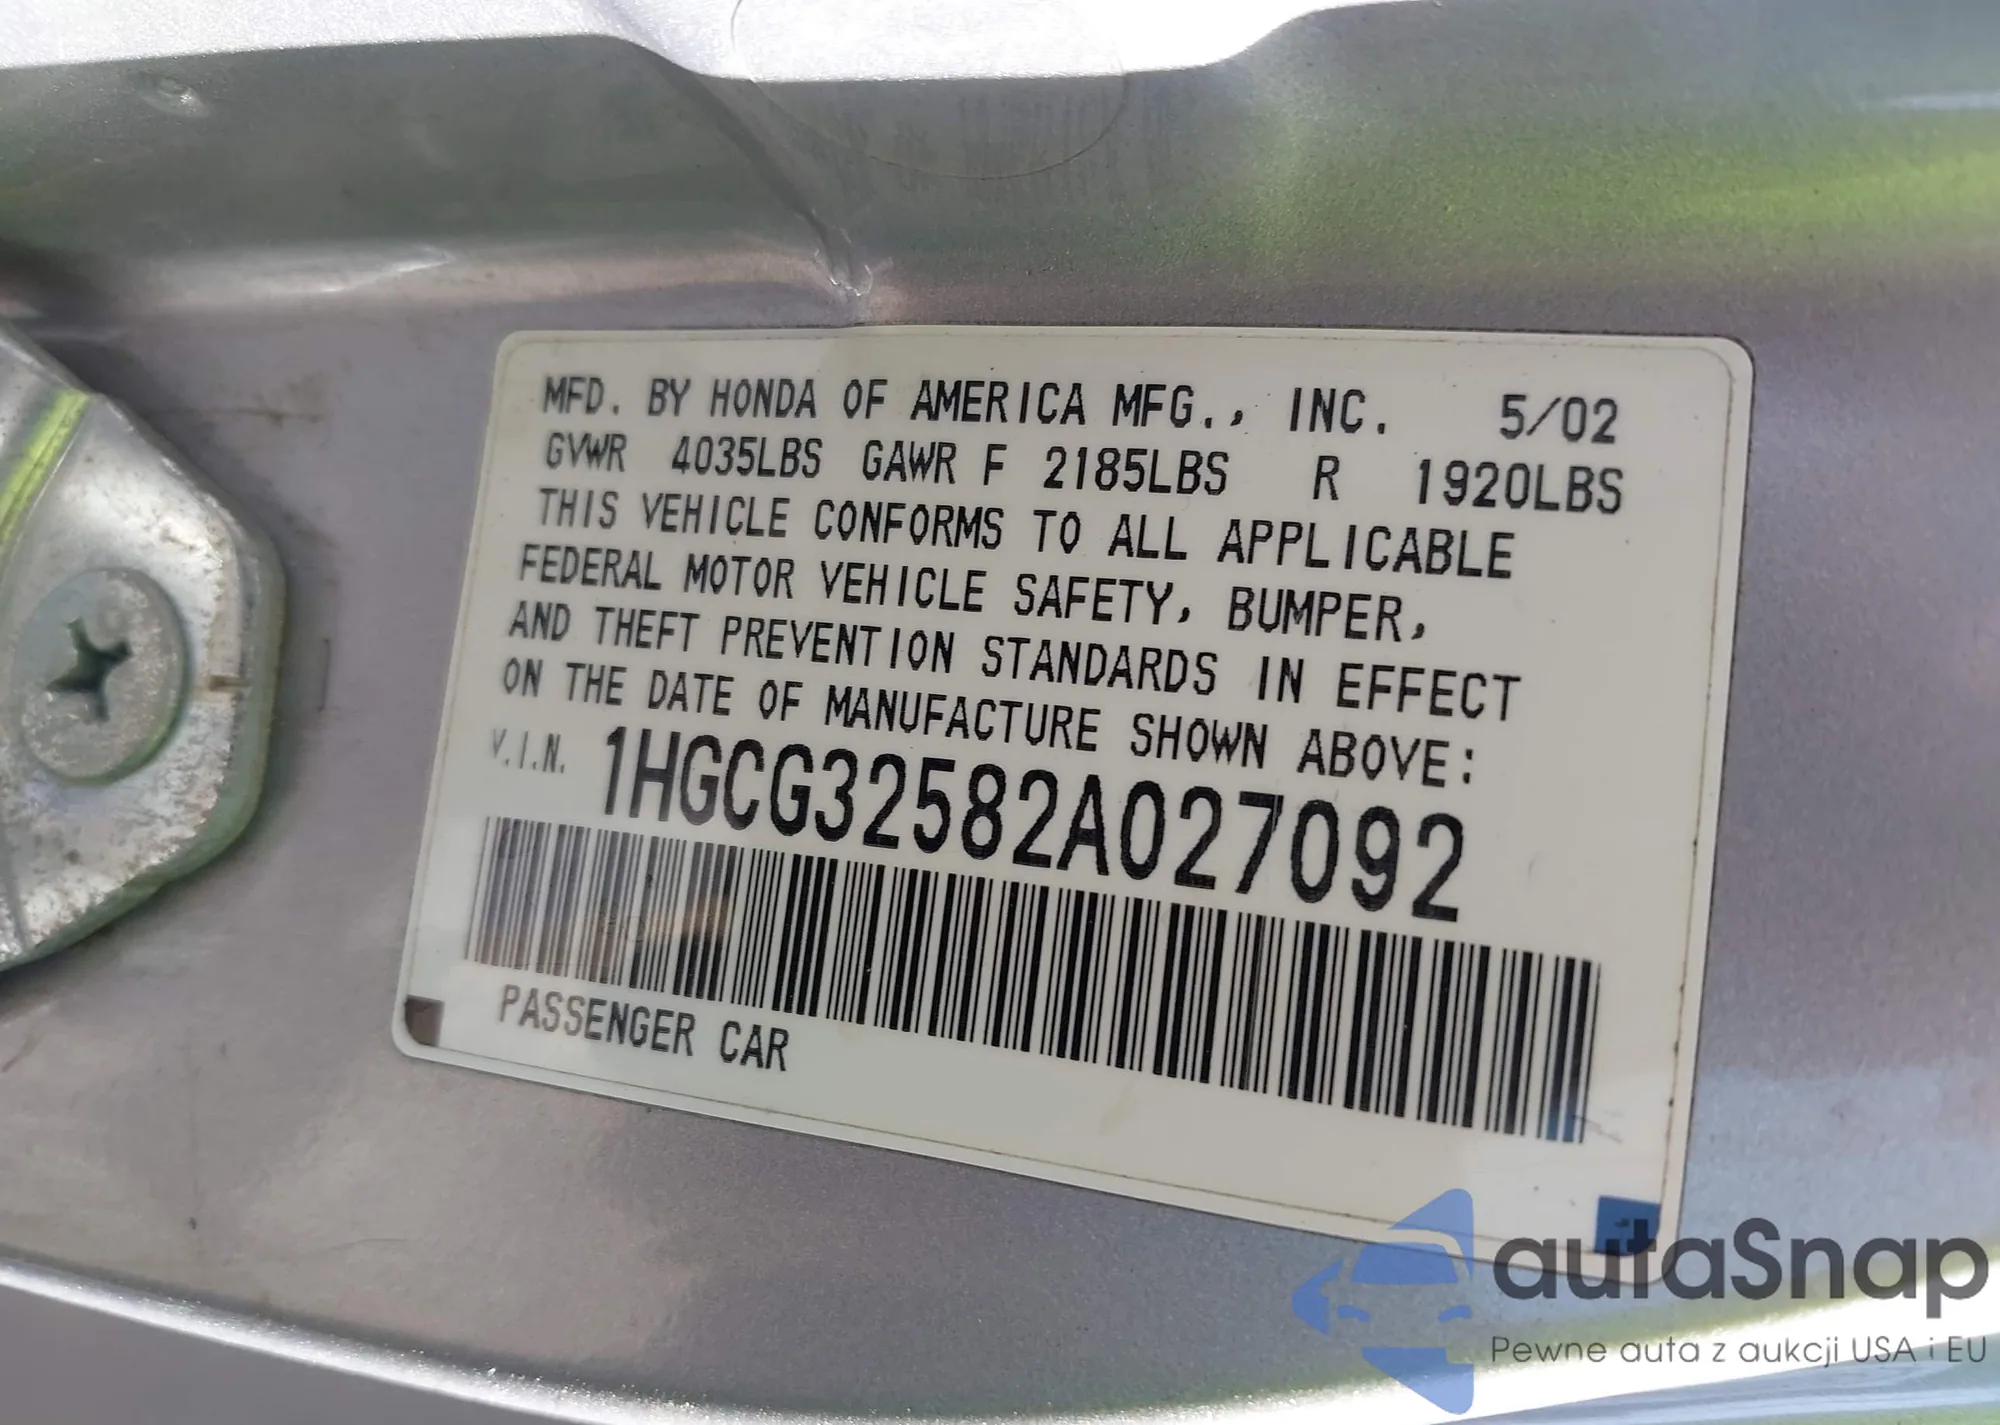 MFD. BY HONDA OF AMERICA MFG., INC. 5/02
GVWR 4035LBS GAWR F 2185LBS R 1920LBS
THIS VEHICLE CONFORMS TO ALL APPLICABLE
FEDERAL MOTOR VEHICLE SAFETY, BUMPER,
AND THEFT PREVENTION STANDARDS IN EFFECT
ON THE DATE OF MANUFACTURE SHOWN ABOVE:
V.I.N. 1HGCG32582A027092
PASSENGER CAR
autaSnap
Pewne auta z aukcji USA i EU